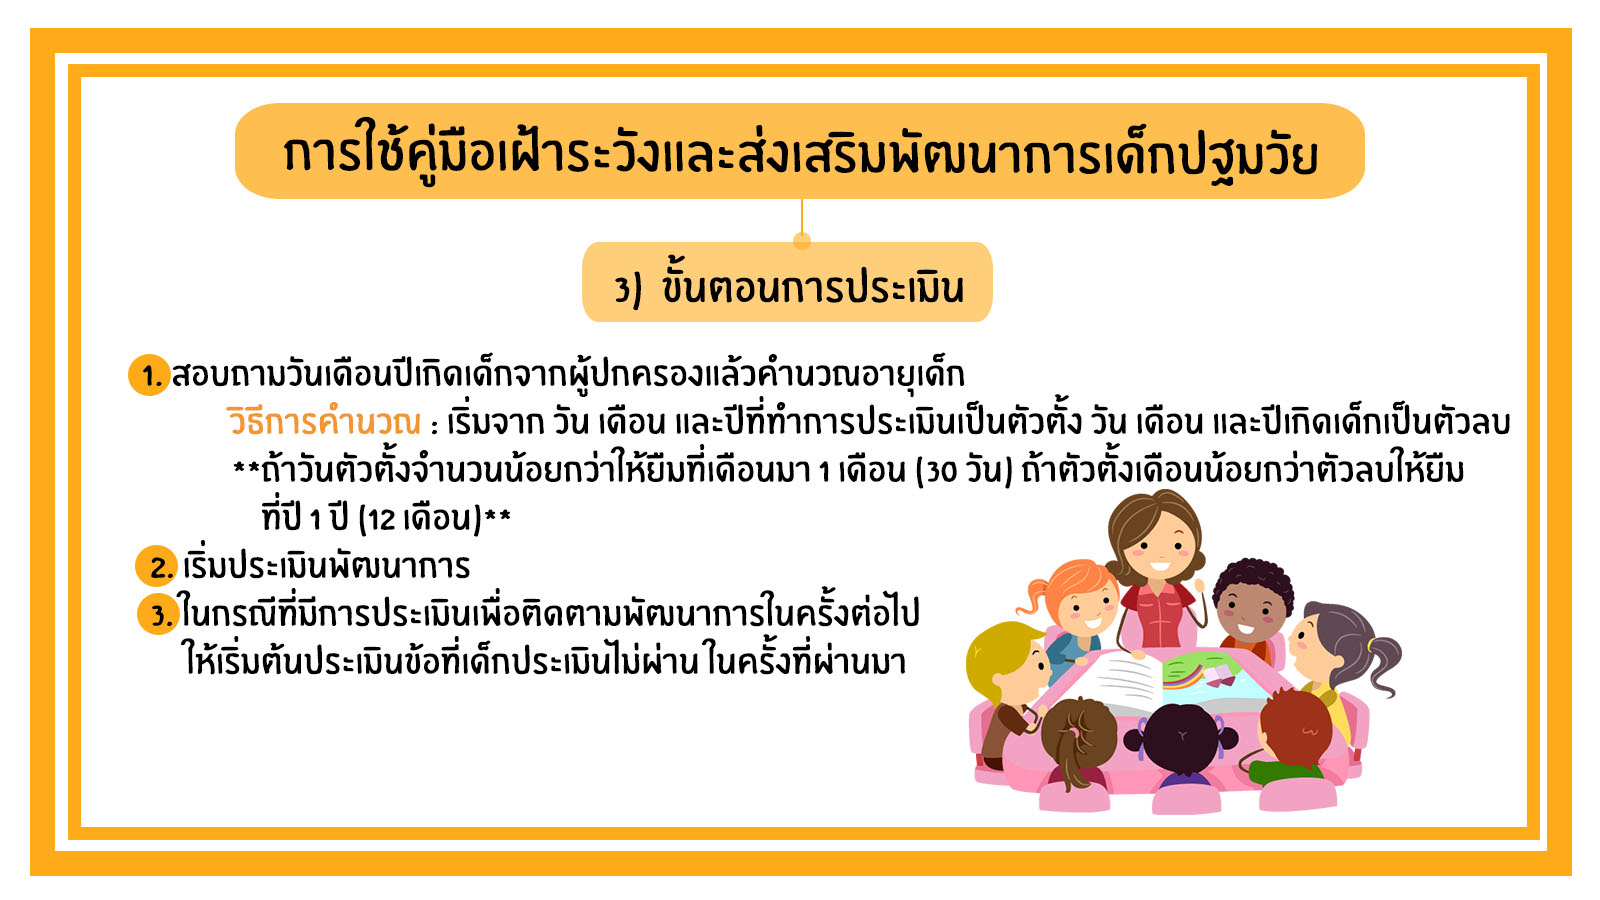 การใช้คู่มือเฝ้าระวังและส่งเสริมพัฒนาการเด็กปฐมวัย
3) ขั้นตอนการประเมิน
1. สอบถามวันเดือนปีเกิดเด็กจากผู้ปกครองแล้วคำนวณอายุเด็ก
วิธีการคำนวณ : เริ่มจาก วัน เดือน และปีที่ทำการประเมินเป็นตัวตั้ง วัน เดือน และปีเกิดเด็กเป็นตัวลบ
**ถ้าวันตัวตั้งจำนวนน้อยกว่าให้ยืมที่เดือนมา 1 เดือน (30 วัน) ถ้าตัวตั้งเดือนน้อยกว่าตัวลบให้ยืม
ที่ปี 1 ปี (12 เดือน)**
2. เริ่มประเมินพัฒนาการ
3. ในกรณีที่มีการประเมินเพื่อติดตามพัฒนาการในครั้งต่อไป
ให้เริ่มต้นประเมินข้อที่เด็กประเมินไม่ผ่าน ในครั้งที่ผ่านมา